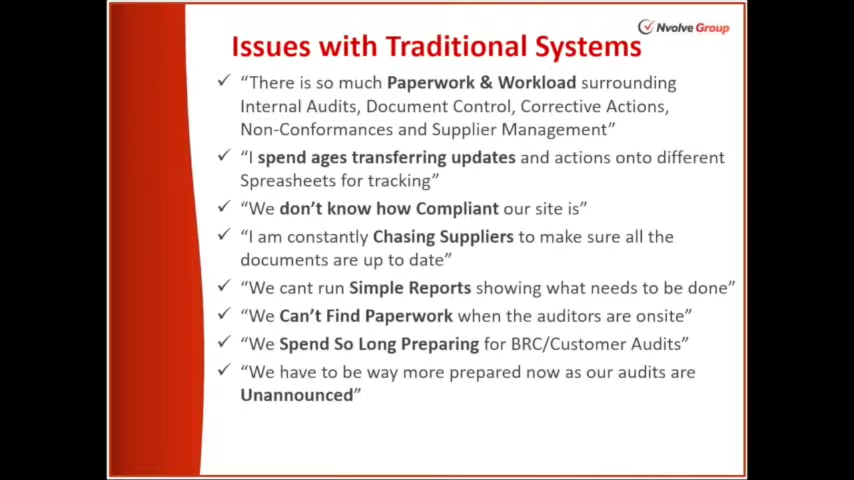 Nvolve Group
Issues with Traditional Systems
✓ “There is so much Paperwork & Workload surrounding
Internal Audits, Document Control, Corrective Actions,
Non-Conformances and Supplier Management”
✓ “I spend ages transferring updates and actions onto different
Spreasheets for tracking”
✓ “We don’t know how Compliant our site is”
✓ “I am constantly Chasing Suppliers to make sure all the
documents are up to date”
✓ “We cant run Simple Reports showing what needs to be done”
✓ “We Can’t Find Paperwork when the auditors are onsite”
✓ “We Spend So Long Preparing for BRC/Customer Audits”
✓ “We have to be way more prepared now as our audits are
Unannounced”